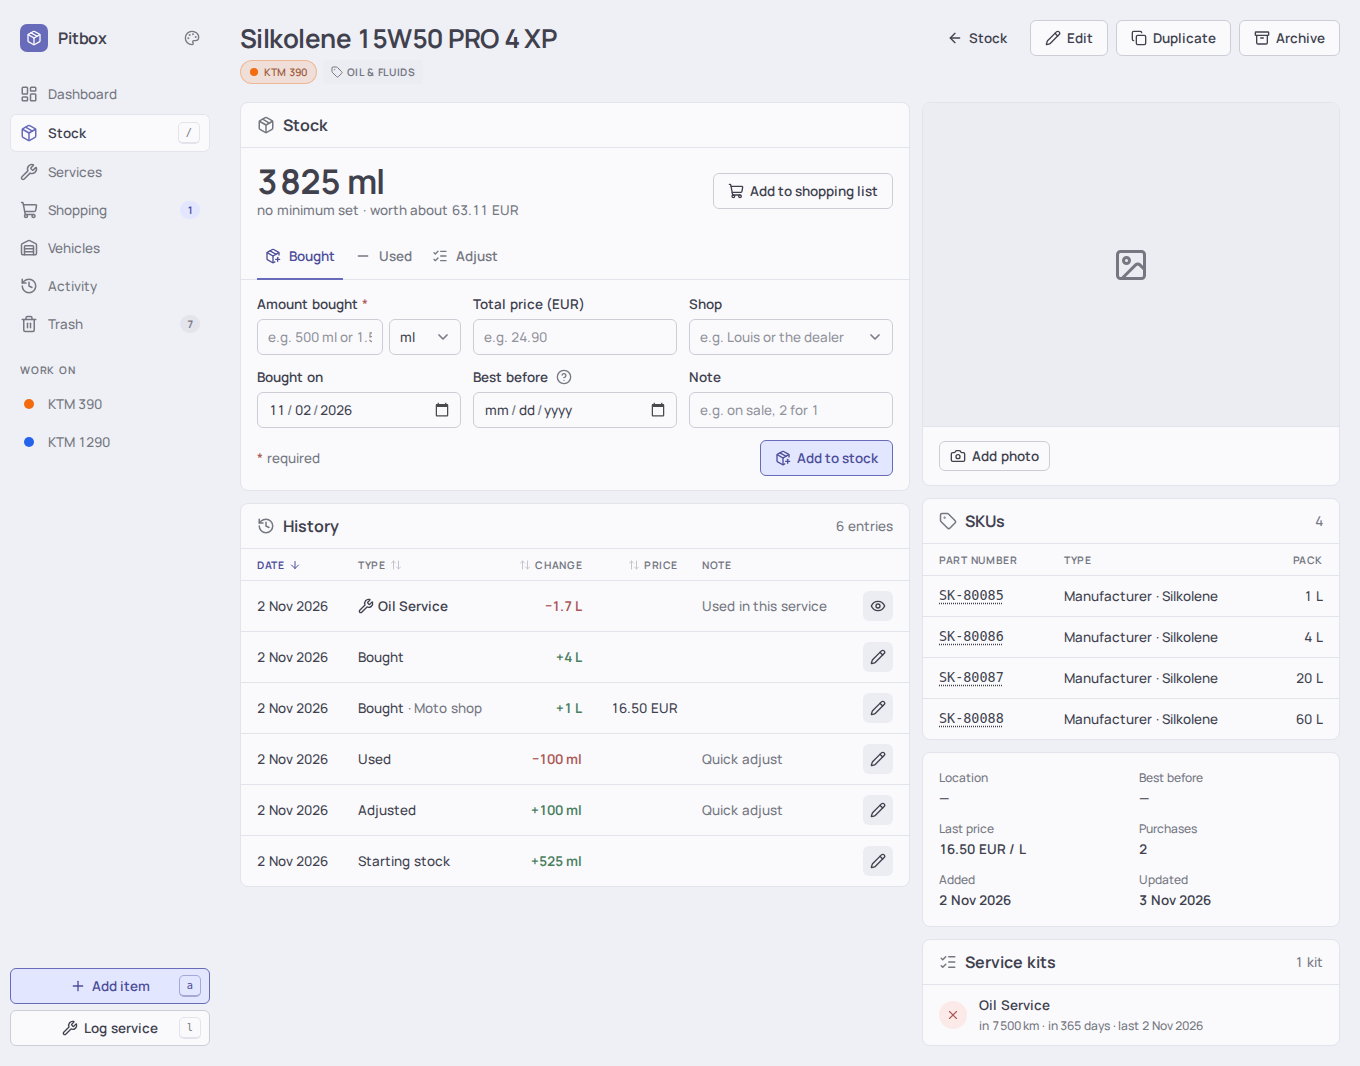 Pitbox
Dashboard
Stock /
Services
Shopping 1
Vehicles
Activity
Trash 7
WORK ON
KTM 390
KTM 1290
Add item a
Log service l
Silkolene 15W50 PRO 4 XP
KTM 390 OIL & FLUIDS
Stock Edit Duplicate Archive
Stock
3 825 ml
no minimum set · worth about 63.11 EUR
Add to shopping list
Bought Used Adjust
Amount bought * Total price (EUR) Shop
e.g. 500 ml or 1.5 ml e.g. 24.90 e.g. Louis or the dealer
Bought on Best before ? Note
11 / 02 / 2026 mm / dd / yyyy e.g. on sale, 2 for 1
* required Add to stock
History 6 entries
DATE TYPE CHANGE PRICE NOTE
2 Nov 2026 Oil Service −1.7 L Used in this service
2 Nov 2026 Bought +4 L
2 Nov 2026 Bought · Moto shop +1 L 16.50 EUR
2 Nov 2026 Used −100 ml Quick adjust
2 Nov 2026 Adjusted +100 ml Quick adjust
2 Nov 2026 Starting stock +525 ml
Add photo
SKUs 4
PART NUMBER TYPE PACK
SK-80085 Manufacturer · Silkolene 1 L
SK-80086 Manufacturer · Silkolene 4 L
SK-80087 Manufacturer · Silkolene 20 L
SK-80088 Manufacturer · Silkolene 60 L
Location Best before
— —
Last price Purchases
16.50 EUR / L 2
Added Updated
2 Nov 2026 3 Nov 2026
Service kits 1 kit
Oil Service
in 7 500 km · in 365 days · last 2 Nov 2026